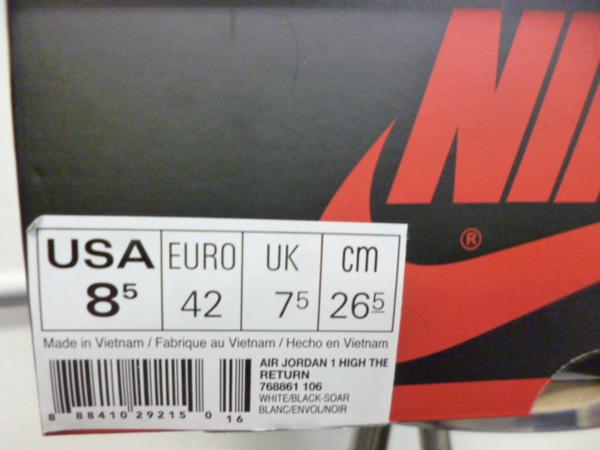 NI
®
USA EURO UK cm
8⁵ 42 7⁵ 26⁵
Made in Vietnam / Fabrique au Vietnam / Hecho en Vietnam
AIR JORDAN 1 HIGH THE
RETURN
768861 106
WHITE/BLACK-SOAR
BLANC/ENVOL/NOIR
8 88410 29215 0 16